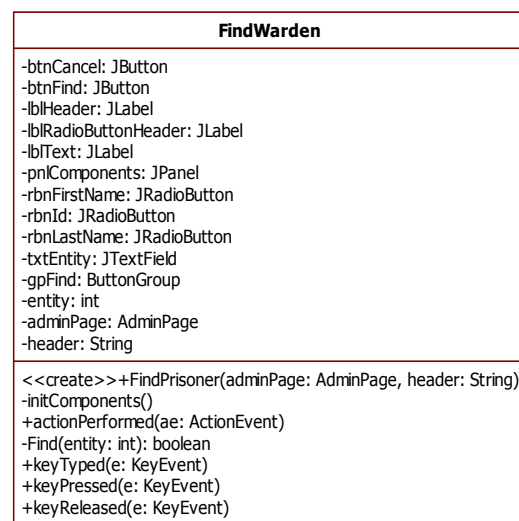 FindWarden
-btnCancel: JButton
-btnFind: JButton
-lblHeader: JLabel
-lblRadioButtonHeader: JLabel
-lblText: JLabel
-pnlComponents: JPanel
-rbnFirstName: JRadioButton
-rbnId: JRadioButton
-rbnLastName: JRadioButton
-txtEntity: JTextField
-gpFind: ButtonGroup
-entity: int
-adminPage: AdminPage
-header: String
<<create>>+FindPrisoner(adminPage: AdminPage, header: String)
-initComponents()
+actionPerformed(ae: ActionEvent)
-Find(entity: int): boolean
+keyTyped(e: KeyEvent)
+keyPressed(e: KeyEvent)
+keyReleased(e: KeyEvent)